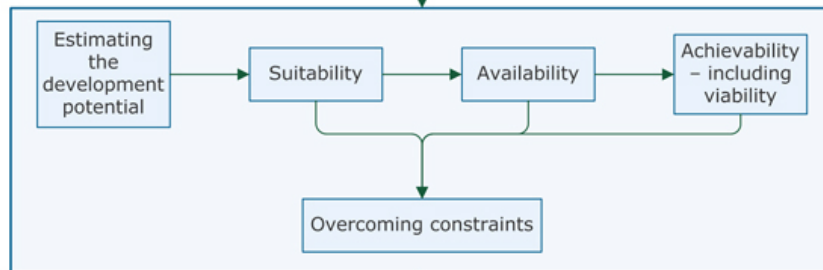 Estimating
the
development
potential
Suitability
Availability
Achievability
– including
viability
Overcoming constraints